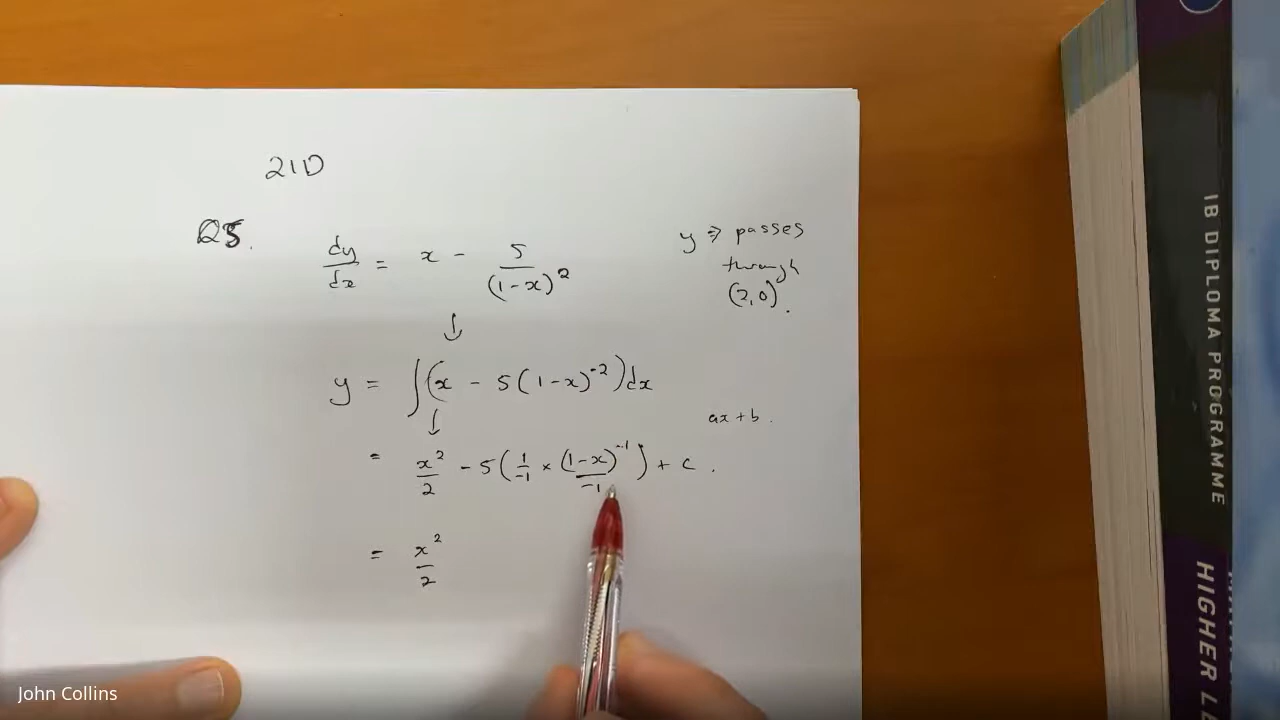 21D
Q5.
dy/dx = x - 5/(1-x)²
y ⇒ passes
through
(2,0).
↓
y = ∫(x - 5(1-x)⁻²)dx
↓
ax+b.
= x²/2 - 5(1/-1 × (1-x)⁻¹/-1) + c.
= x²/2
IB DIPLOMA PROGRAMME
HIGHER
John Collins